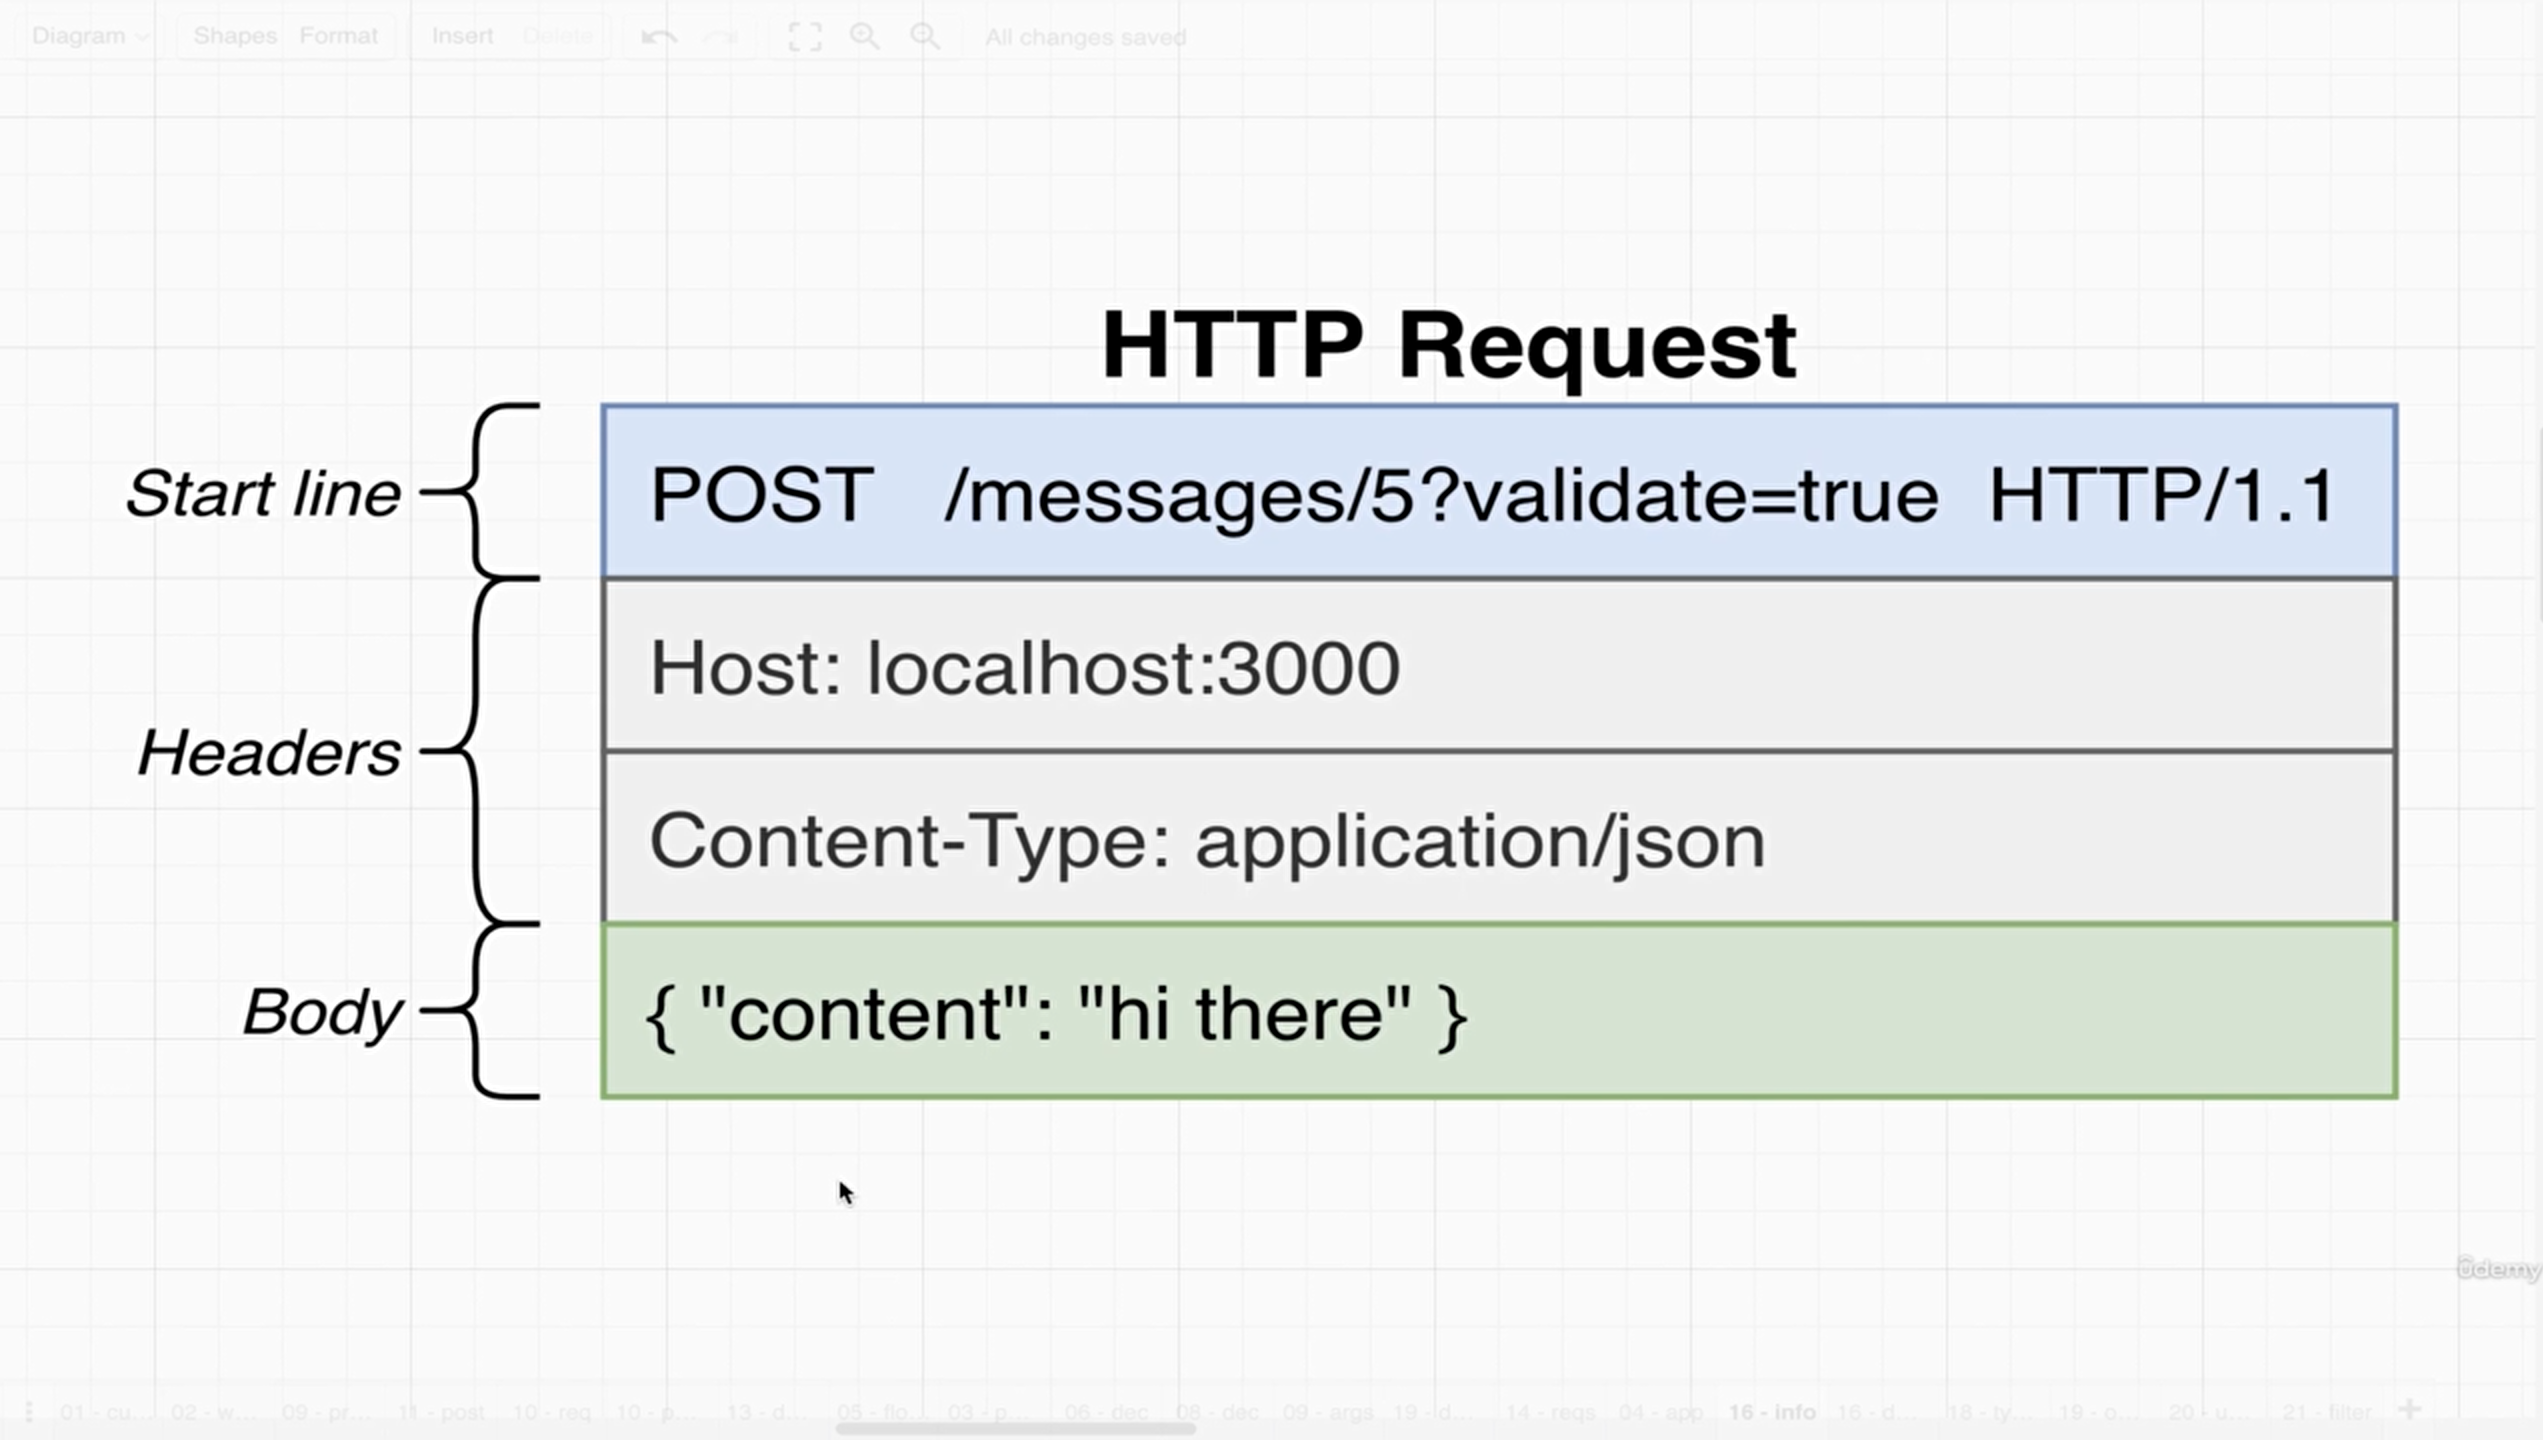 Diagram Shapes Format Insert Delete All changes saved
HTTP Request
Start line
POST /messages/5?validate=true HTTP/1.1
Host: localhost:3000
Headers
Content-Type: application/json
Body
{ "content": "hi there" }
ûdemy
01 - cu... 02 - w... 09 - pr... 11 - post 10 - req 10 - p... 13 - d... 05 - flo... 03 - p... 06 - dec 08 - dec 09 - args 19 - d... 14 - reqs 04 - app 16 - info 16 - d... 18 - ty... 19 - o... 20 - u... 21 - filter